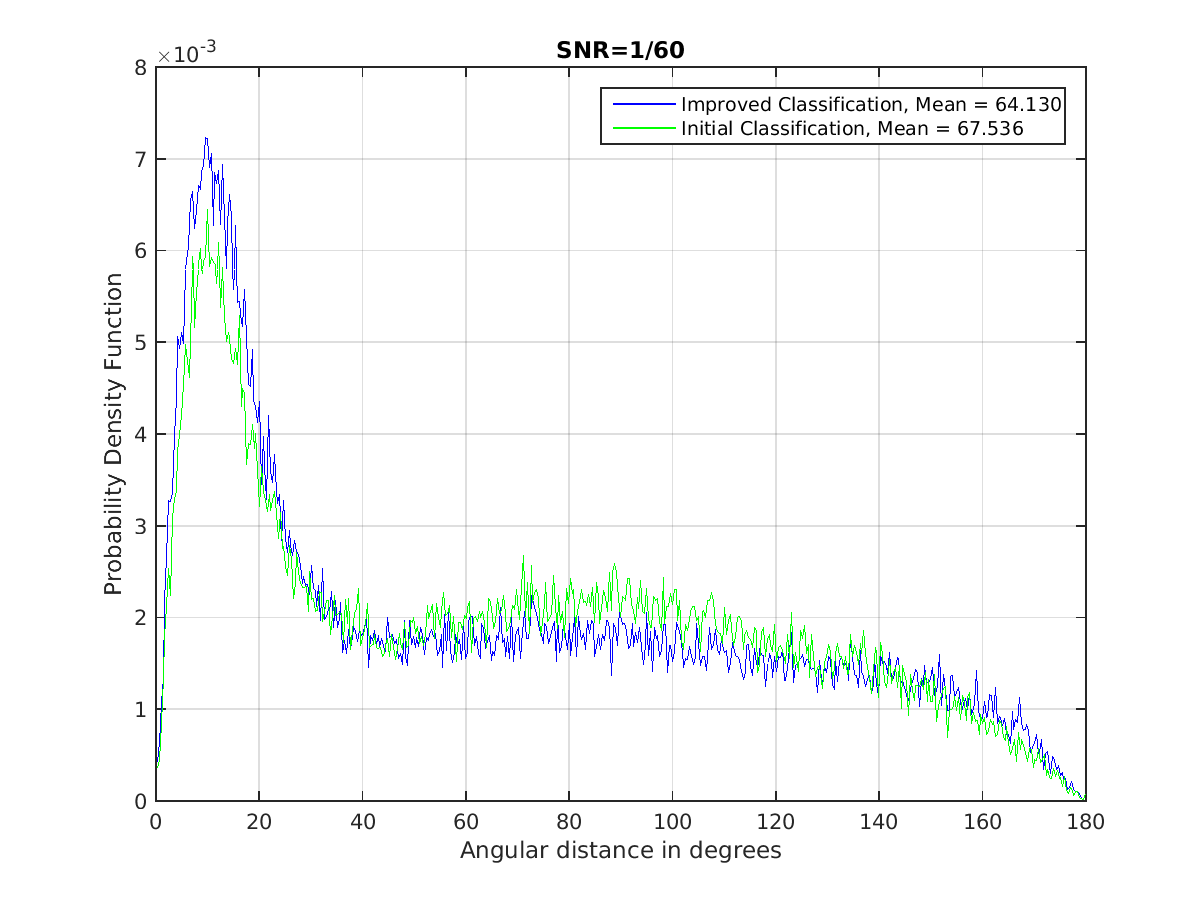 SNR=1/60
×10-3
8
7
6
5
4
3
2
1
0
Probability Density Function
Improved Classification, Mean = 64.130
Initial Classification, Mean = 67.536
0 20 40 60 80 100 120 140 160 180
Angular distance in degrees